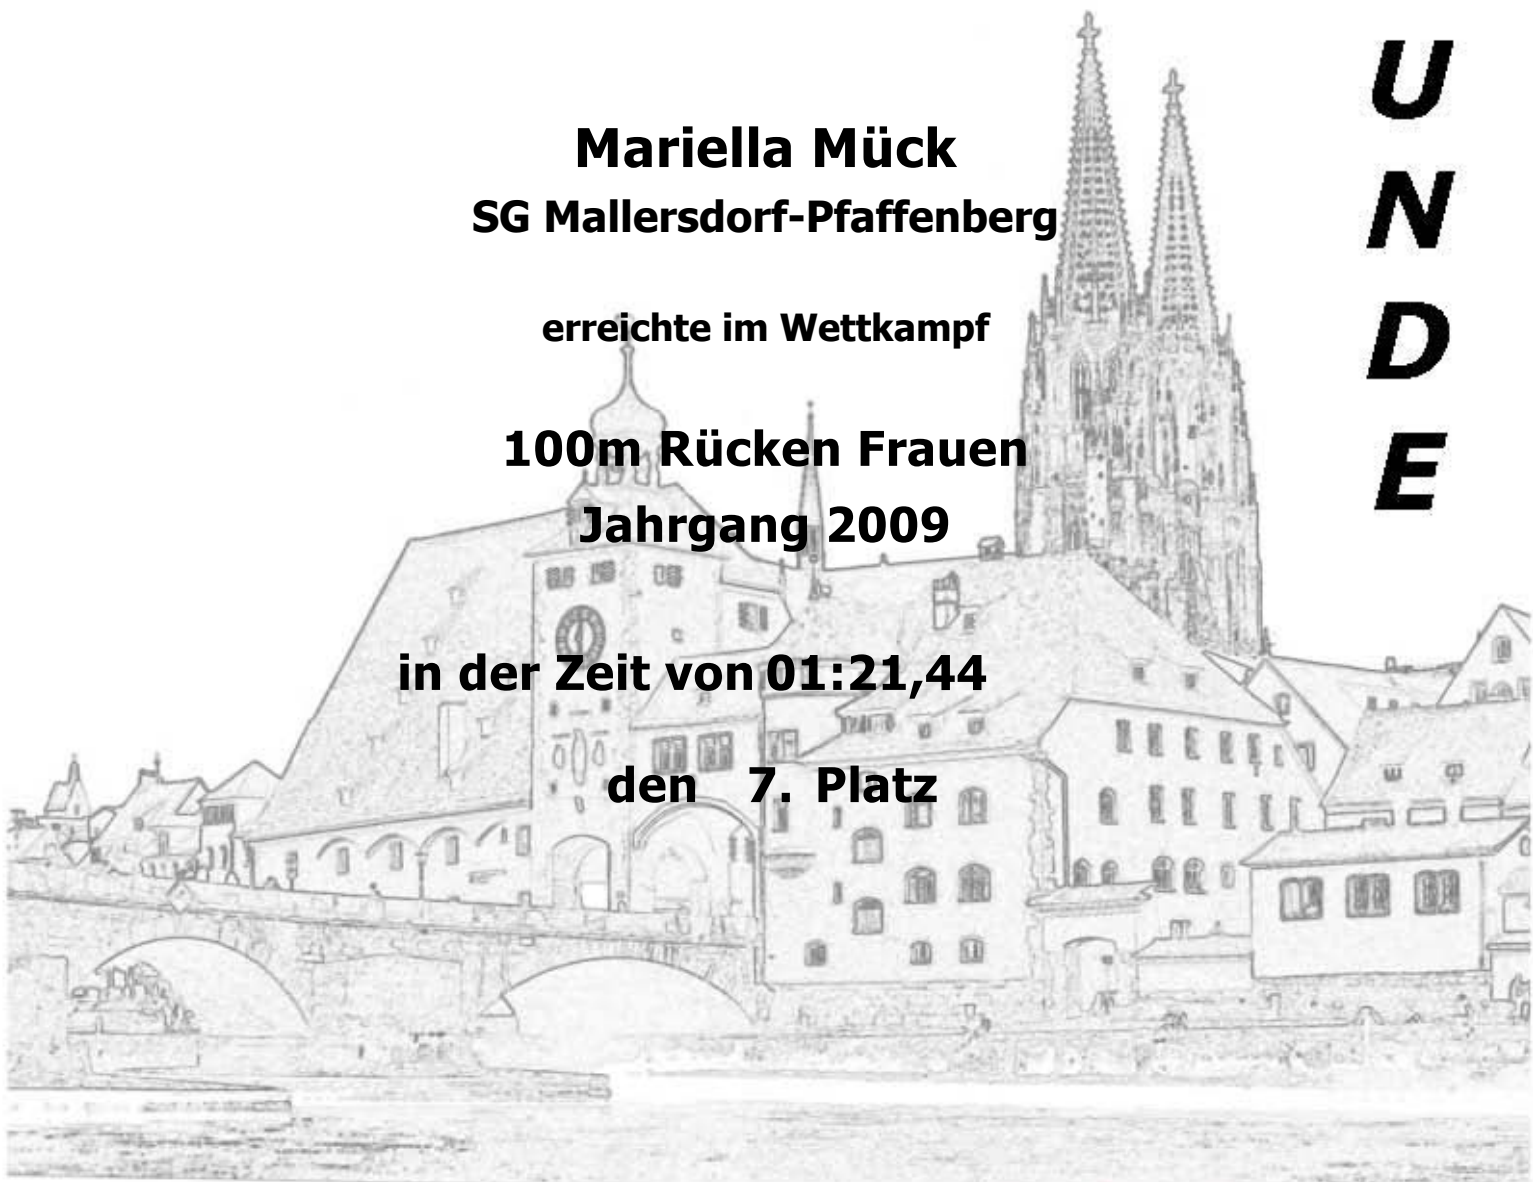 Mariella Mück
SG Mallersdorf-Pfaffenberg
erreichte im Wettkampf
100m Rücken Frauen
Jahrgang 2009
in der Zeit von 01:21,44
den 7. Platz
U
N
D
E